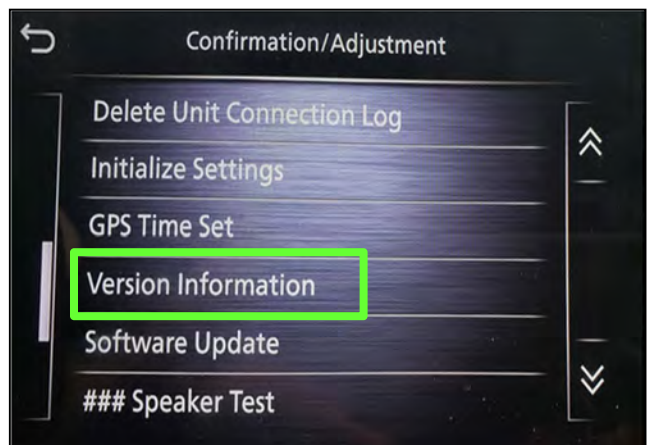 Confirmation/Adjustment
Delete Unit Connection Log
Initialize Settings
GPS Time Set
Version Information
Software Update
### Speaker Test